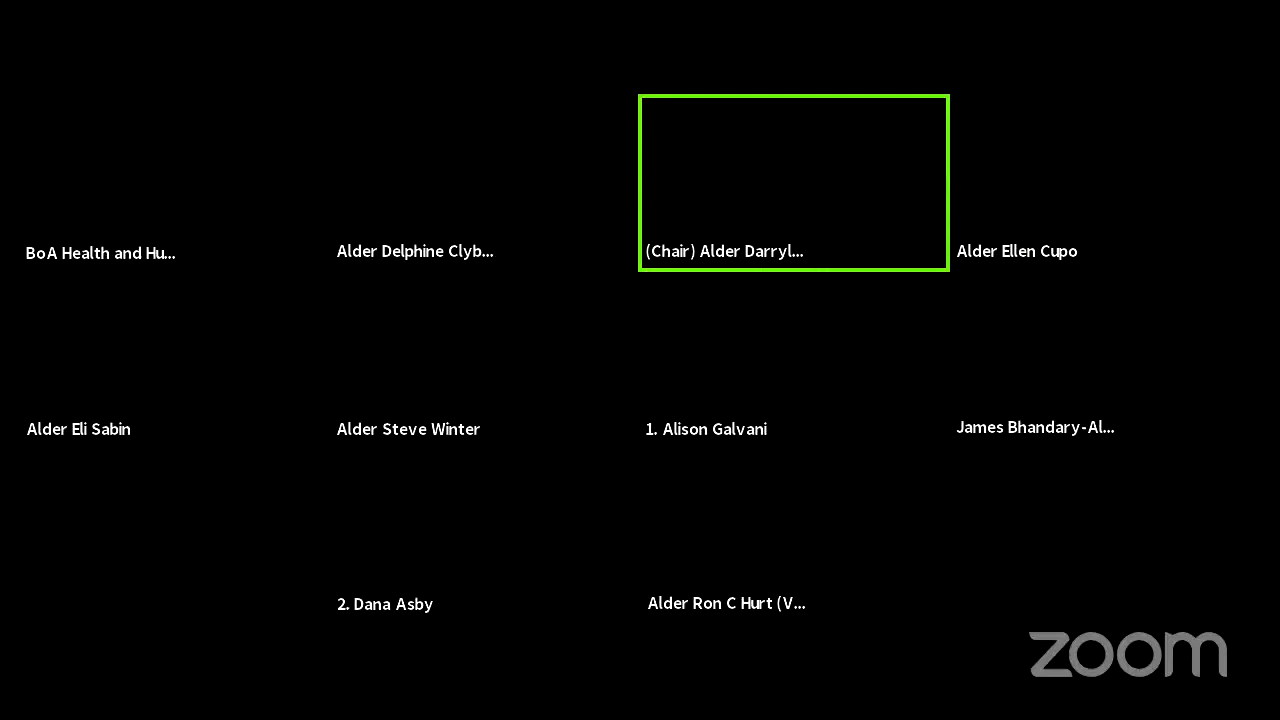 BoA Health and Hu...
Alder Delphine Clyb...
(Chair) Alder Darryl...
Alder Ellen Cupo
Alder Eli Sabin
Alder Steve Winter
1. Alison Galvani
James Bhandary-Al...
2. Dana Asby
Alder Ron C Hurt (V...
zoom